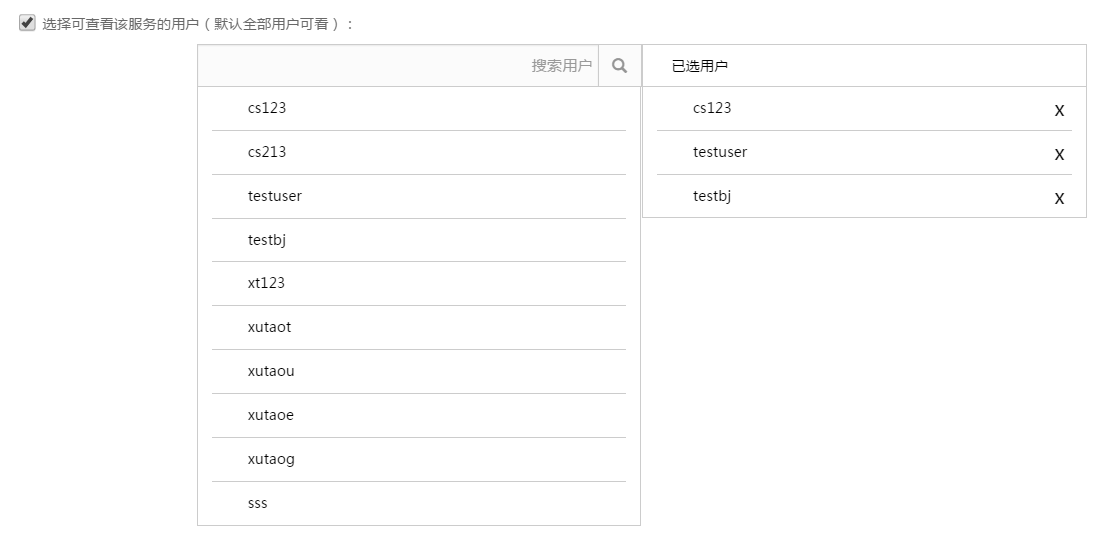 选择可查看该服务的用户（默认全部用户可看）：
搜索用户
cs123
cs213
testuser
testbj
xt123
xutaot
xutaou
xutaoe
xutaog
sss
已选用户
cs123 x
testuser x
testbj x